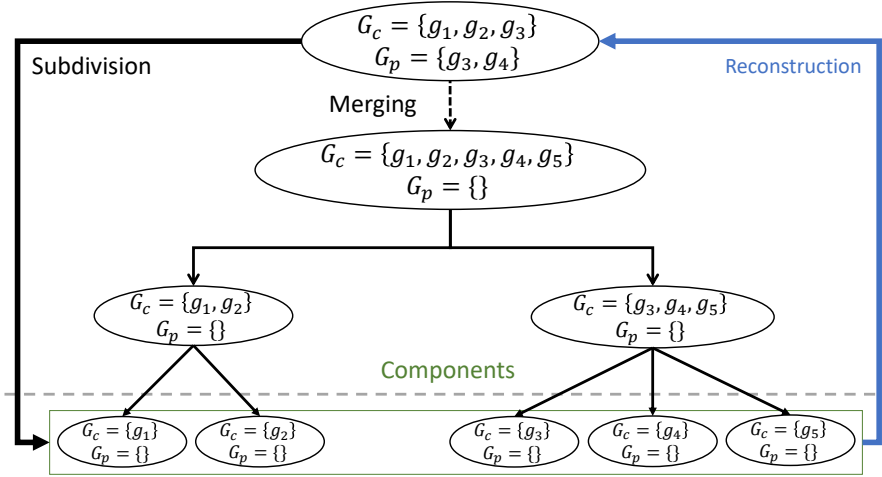 G_c = {g_1, g_2, g_3}
G_p = {g_3, g_4}
Subdivision
Reconstruction
Merging
G_c = {g_1, g_2, g_3, g_4, g_5}
G_p = {}
G_c = {g_1, g_2}
G_p = {}
G_c = {g_3, g_4, g_5}
G_p = {}
Components
G_c = {g_1}
G_p = {}
G_c = {g_2}
G_p = {}
G_c = {g_3}
G_p = {}
G_c = {g_4}
G_p = {}
G_c = {g_5}
G_p = {}